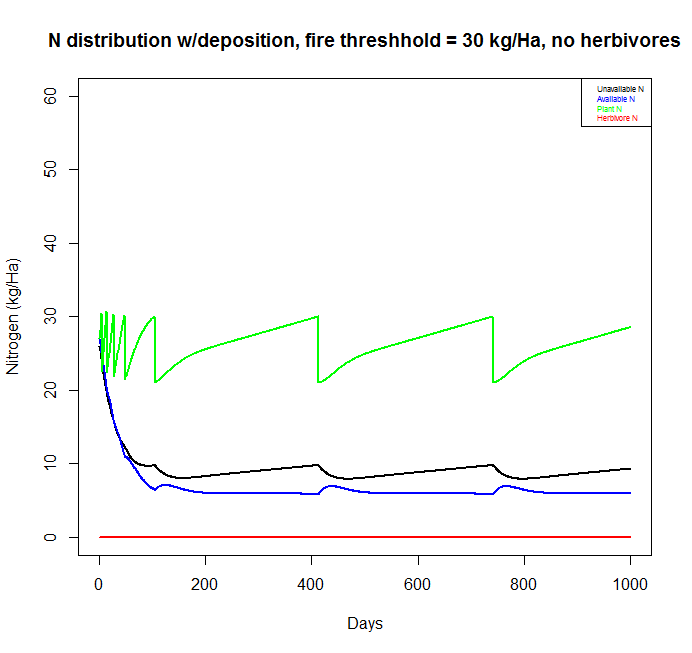 N distribution w/deposition, fire threshhold = 30 kg/Ha, no herbivores
Unavailable N
Available N
Plant N
Herbivore N
Nitrogen (kg/Ha)
60
50
40
30
20
10
0
0 200 400 600 800 1000
Days